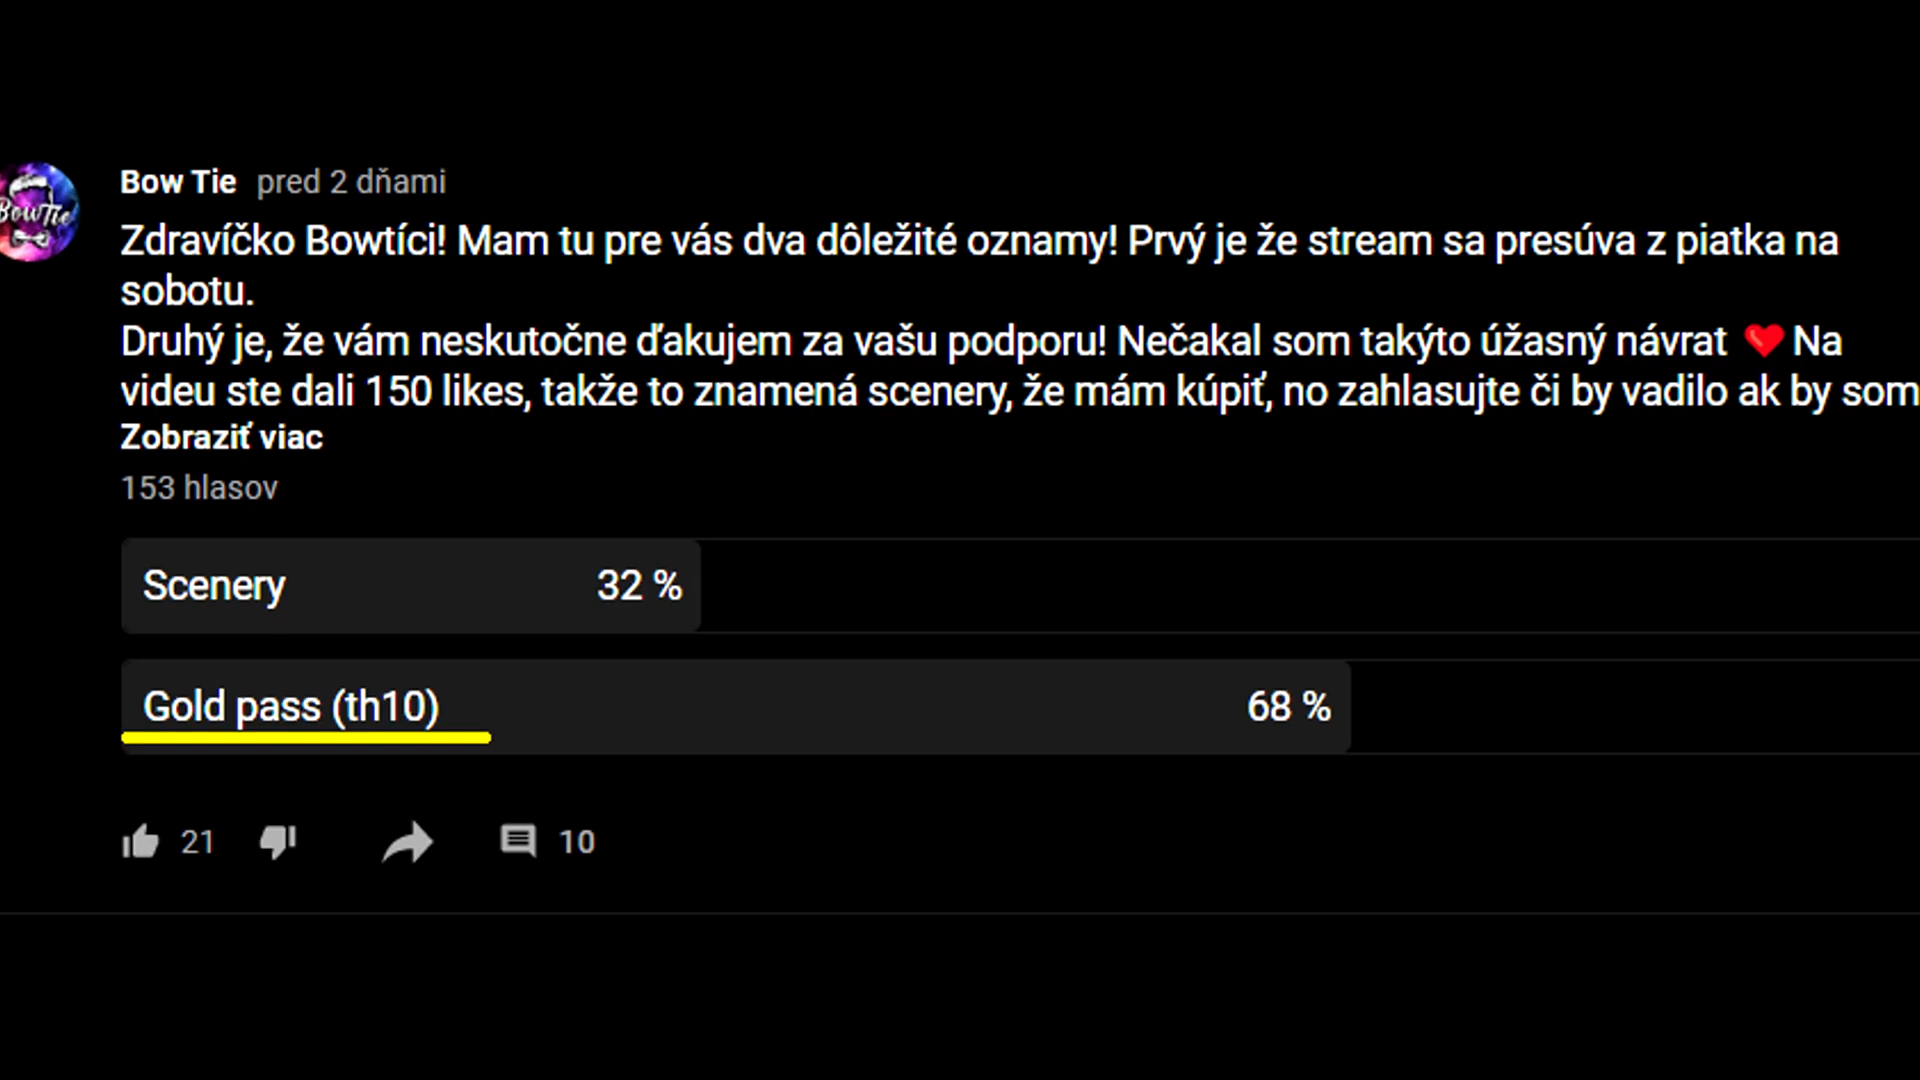 BowTie
Bow Tie pred 2 dňami
Zdravíčko Bowtíci! Mam tu pre vás dva dôležité oznamy! Prvý je že stream sa presúva z piatka na
sobotu.
Druhý je, že vám neskutočne ďakujem za vašu podporu! Nečakal som takýto úžasný návrat ❤️ Na
videu ste dali 150 likes, takže to znamená scenery, že mám kúpiť, no zahlasujte či by vadilo ak by som
Zobraziť viac
153 hlasov
Scenery 32 %
Gold pass (th10) 68 %
21 10